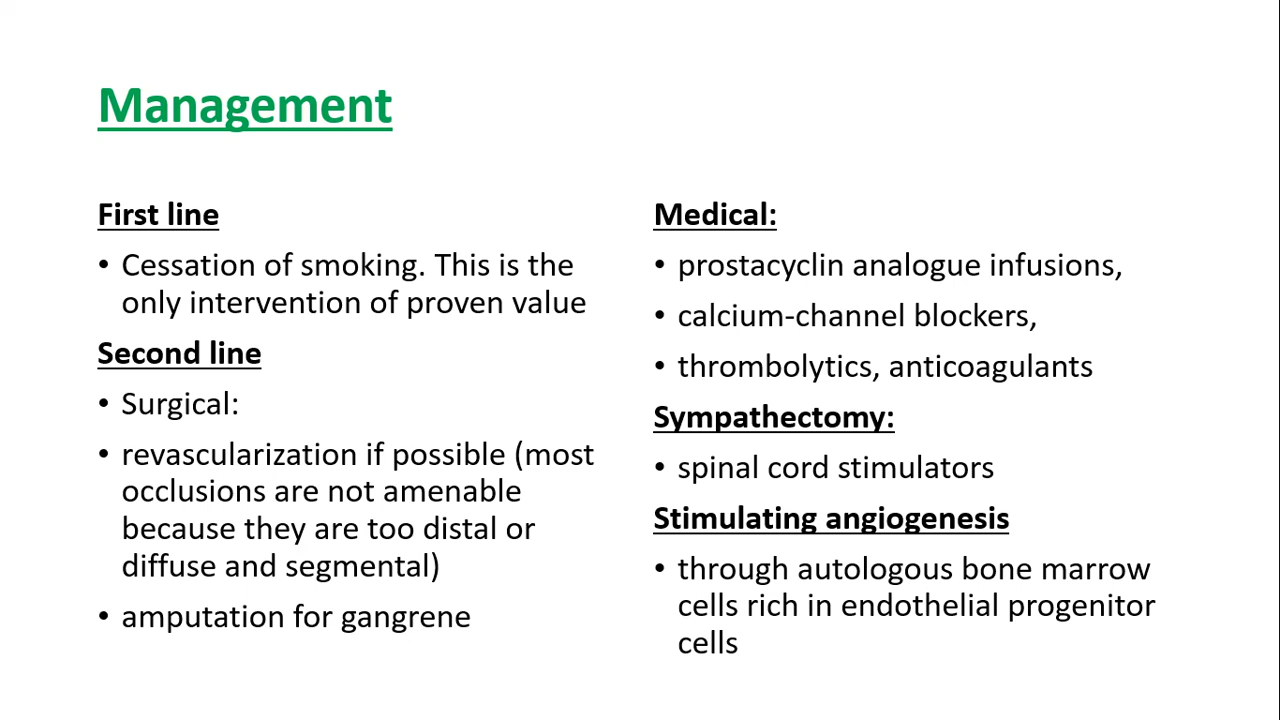 Management
First line
• Cessation of smoking. This is the
only intervention of proven value
Second line
• Surgical:
• revascularization if possible (most
occlusions are not amenable
because they are too distal or
diffuse and segmental)
• amputation for gangrene
Medical:
• prostacyclin analogue infusions,
• calcium-channel blockers,
• thrombolytics, anticoagulants
Sympathectomy:
• spinal cord stimulators
Stimulating angiogenesis
• through autologous bone marrow
cells rich in endothelial progenitor
cells